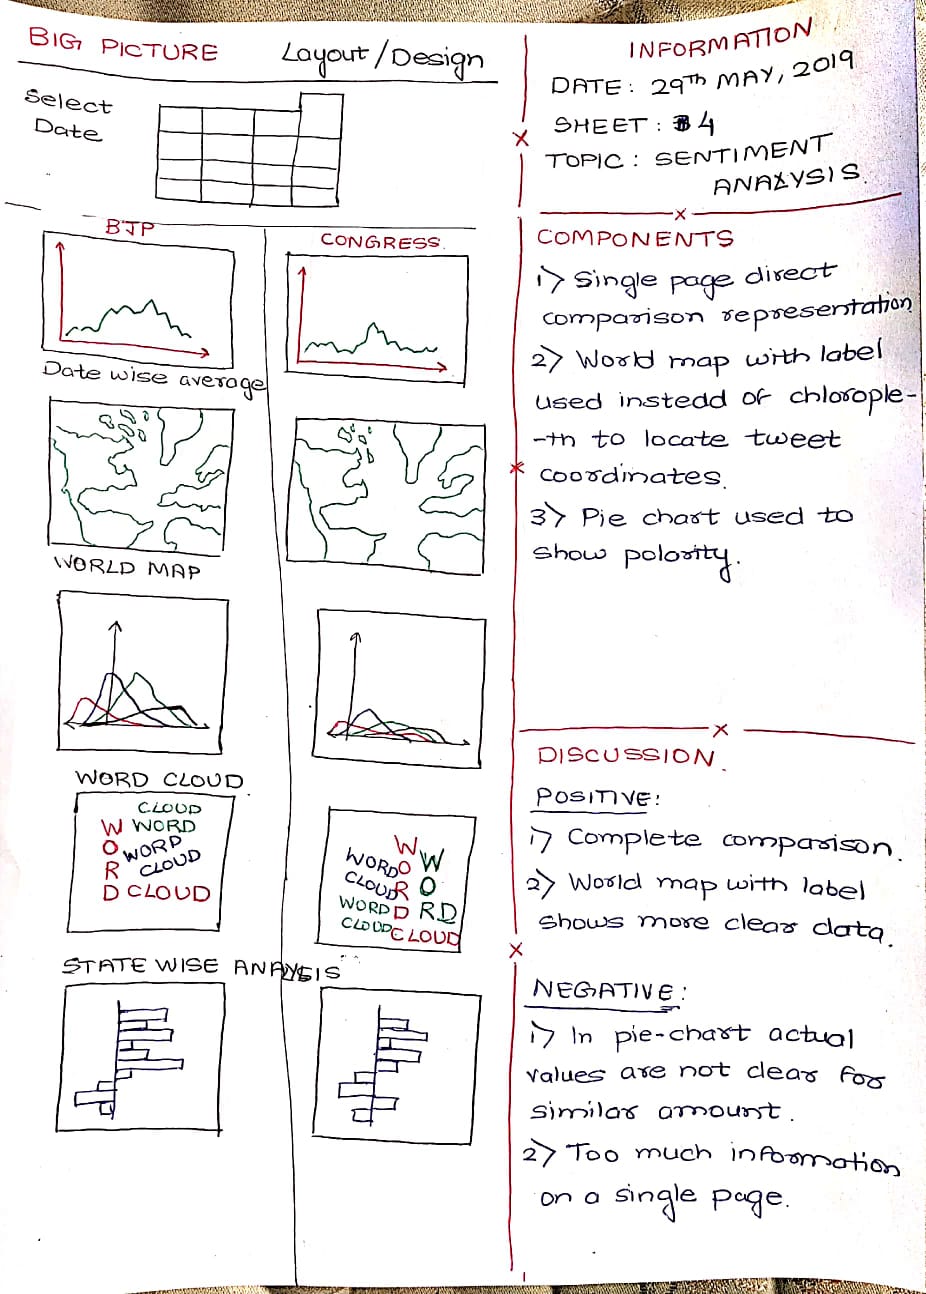 BIG PICTURE Layout/Design
Select
Date
BJP
CONGRESS.
Date wise average
WORLD MAP
WORD CLOUD
CLOUD
W WORD
O WORD
R CLOUD
D CLOUD
W
WORD O W
CLOUD R O
WORD D RD
CLOUD CLOUD
STATE WISE ANALYSIS
INFORMATION
DATE: 29TH MAY, 2019
SHEET: 4
TOPIC: SENTIMENT
ANALYSIS.
COMPONENTS
1) Single page direct
comparison representation
2) World map with label
used instedd of chlorople-
-th to locate tweet
coordinates.
3) Pie chart used to
show polority.
DISCUSSION.
POSITIVE:
1) Complete comparison.
2) World map with label
shows more clear data.
NEGATIVE:
1) In pie-chart actual
values are not clear for
similar amount.
2) Too much information
on a single page.